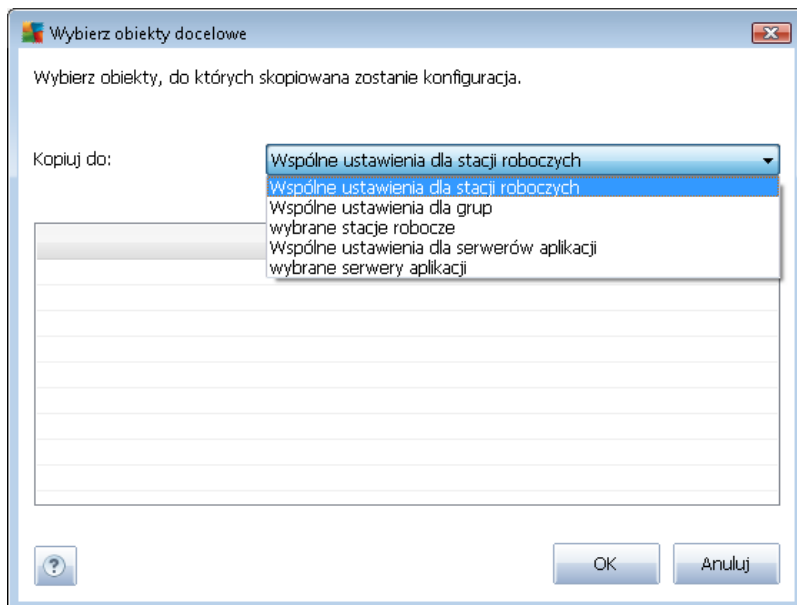 Wybierz obiekty docelowe
Wybierz obiekty, do których skopiowana zostanie konfiguracja.
Kopiuj do:
Wspólne ustawienia dla stacji roboczych
Wspólne ustawienia dla stacji roboczych
Wspólne ustawienia dla grup
wybrane stacje robocze
Wspólne ustawienia dla serwerów aplikacji
wybrane serwery aplikacji
?
OK
Anuluj